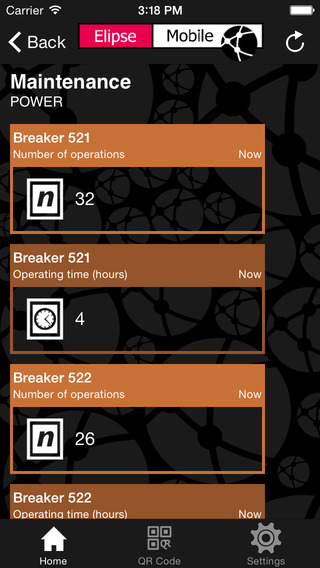 Carrier 3:18 PM
Back Elipse Mobile
Maintenance
POWER
Breaker 521
Number of operations Now
n 32
Breaker 521
Operating time (hours) Now
4
Breaker 522
Number of operations Now
n 26
Breaker 522
Operating time (hours) Now
QR
Home QR Code Settings